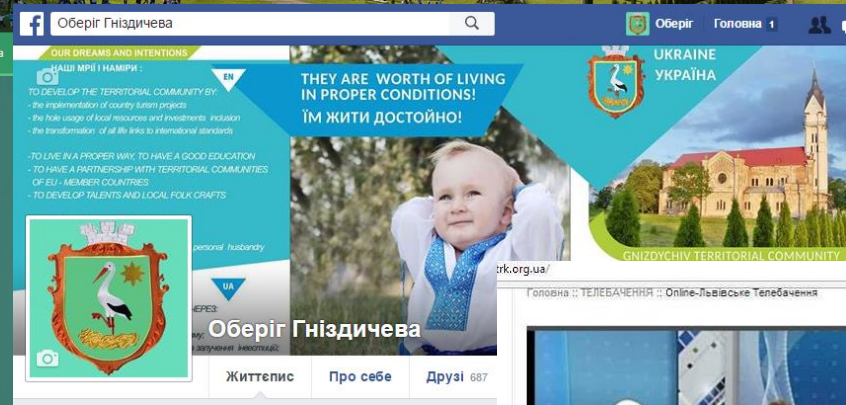 Оберіг Гніздичева
Оберіг
Головна 1
OUR DREAMS AND INTENTIONS
НАШІ МРІЇ І НАМІРИ :
TO DEVELOP THE TERRITORIAL COMMUNITY BY:
- the implementation of country turism projects
- the hole usage of local resources and investments inclusion
- the transformation of all life links to international standards
-TO LIVE IN A PROPER WAY, TO HAVE A GOOD EDUCATION
- TO HAVE A PARTNERSHIP WITH TERRITORIAL COMMUNITIES
OF EU - MEMBER COUNTRIES
- TO DEVELOP TALENTS AND LOCAL FOLK CRAFTS
personal husbandry
EN
THEY ARE WORTH OF LIVING
IN PROPER CONDITIONS!
ЇМ ЖИТИ ДОСТОЙНО!
UKRAINE
УКРАЇНА
GNIZDYCHIV TERRITORIAL COMMUNITY
UA
Оберіг Гніздичева
залучення інвестицій;
trk.org.ua/
Головна :: ТЕЛЕБАЧЕННЯ :: Online-Львівське Телебачення
Життєпис
Про себе
Друзі 687